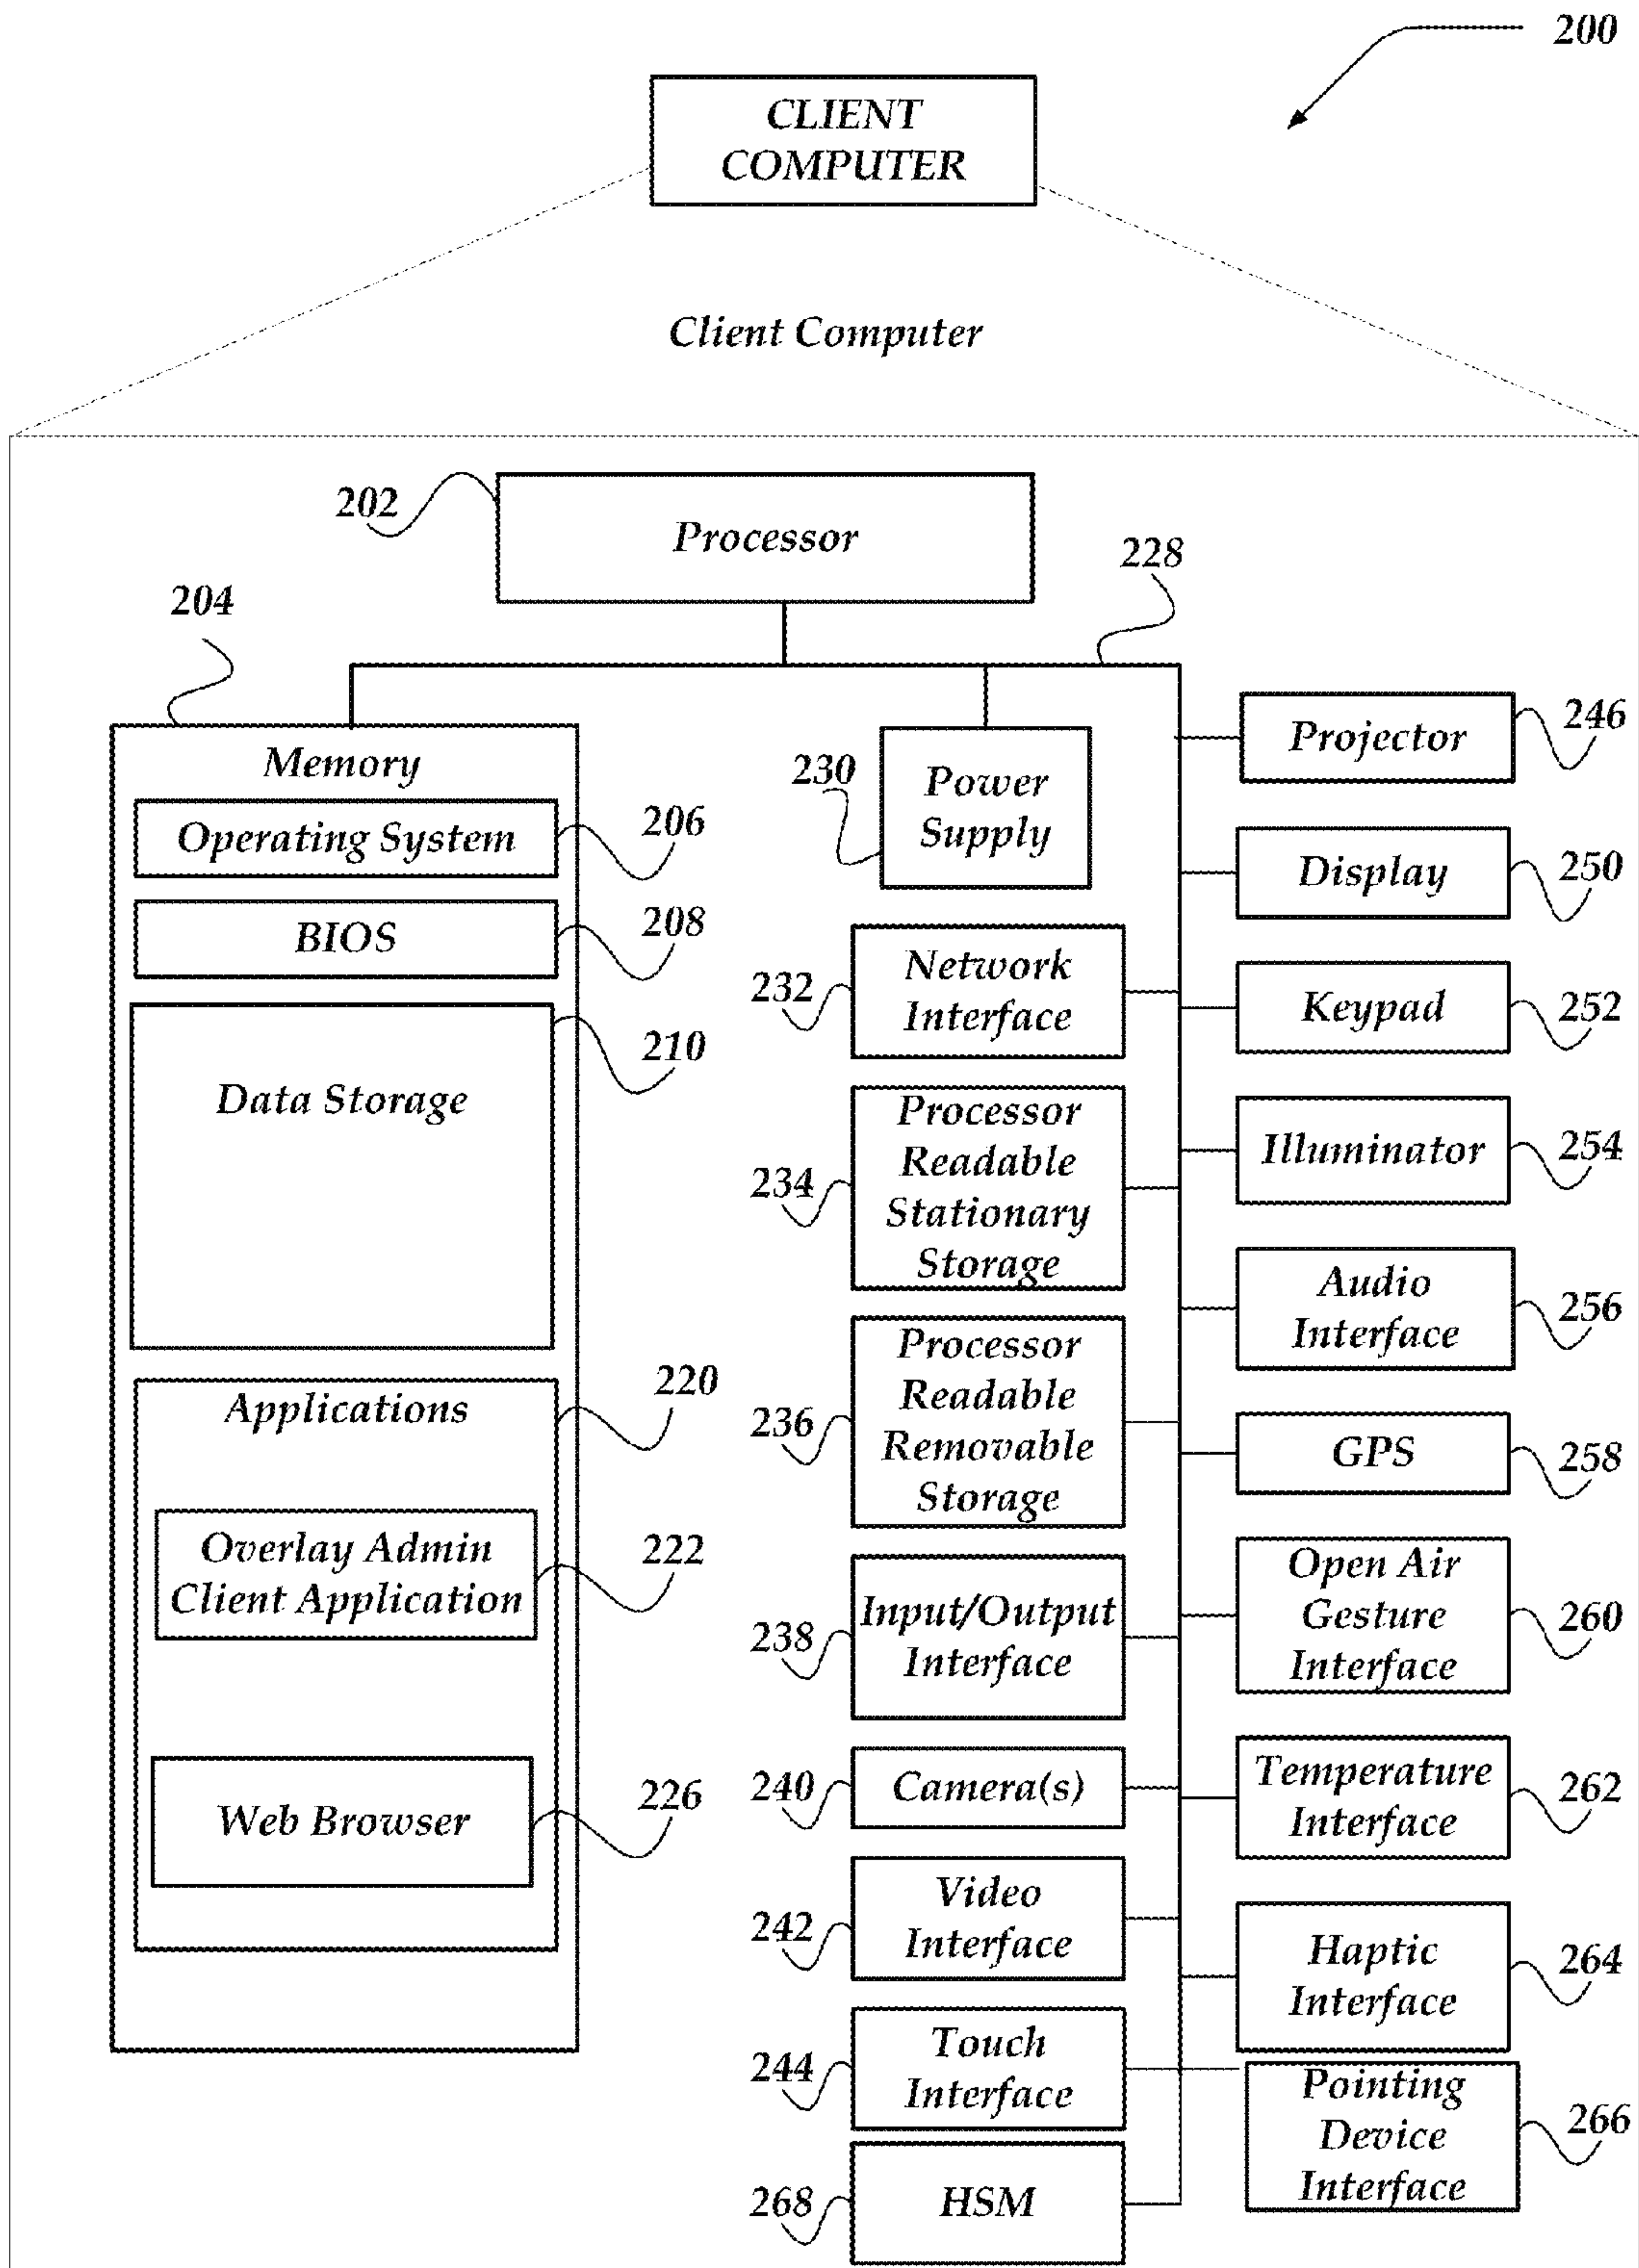 200
CLIENT
COMPUTER
Client Computer
202
Processor
228
204
Memory
Operating System
206
BIOS
208
210
Data Storage
Applications
220
Overlay Admin
Client Application
222
Web Browser
226
230
Power
Supply
232
Network
Interface
234
Processor
Readable
Stationary
Storage
236
Processor
Readable
Removable
Storage
238
Input/Output
Interface
240
Camera(s)
242
Video
Interface
244
Touch
Interface
268
HSM
Projector
246
Display
250
Keypad
252
Illuminator
254
Audio
Interface
256
GPS
258
Open Air
Gesture
Interface
260
Temperature
Interface
262
Haptic
Interface
264
Pointing
Device
Interface
266